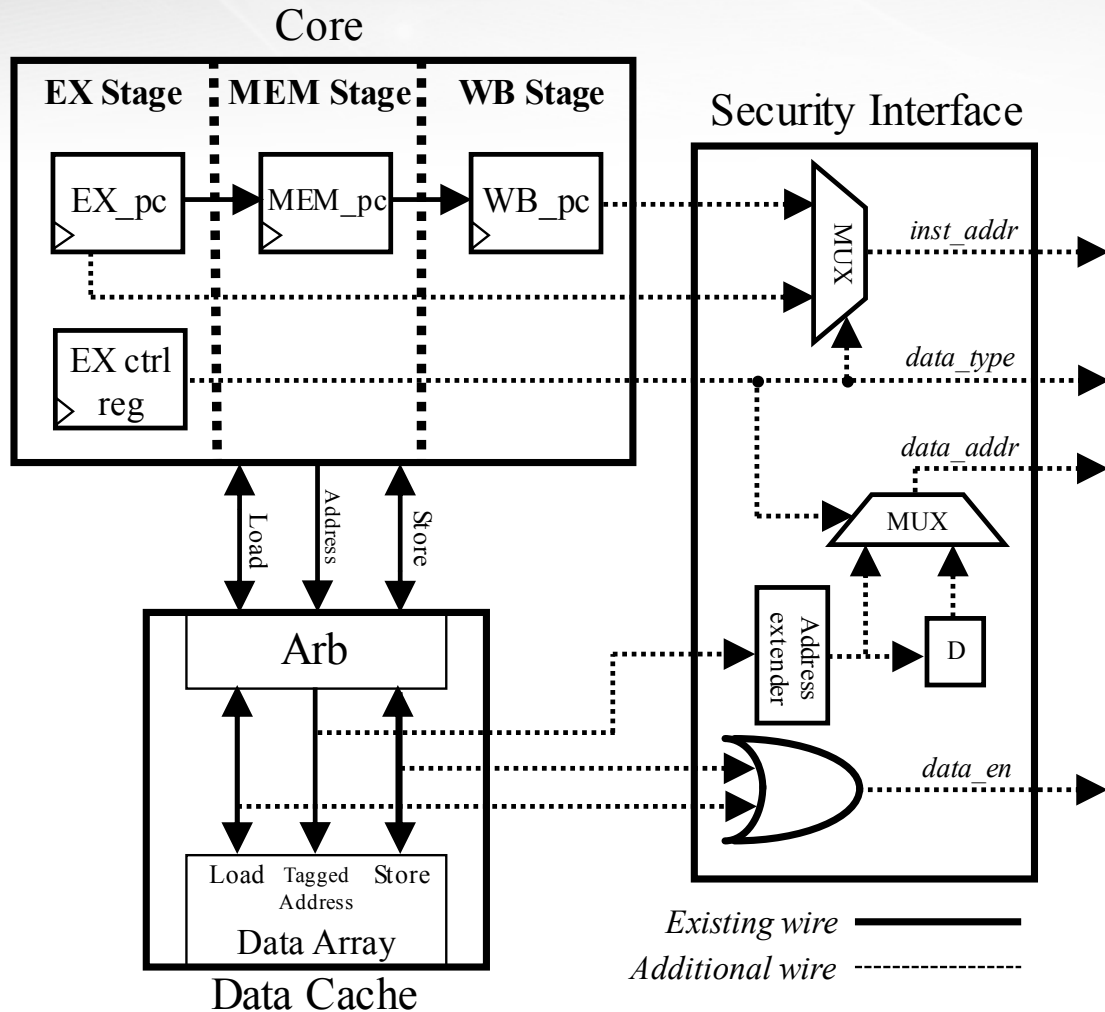 Core
EX Stage
MEM Stage
WB Stage
Security Interface
EX_pc
MEM_pc
WB_pc
MUX
inst_addr
EX ctrl
reg
data_type
data_addr
MUX
Load
Address
Store
Address
extender
D
Arb
data_en
Load
Tagged
Address
Store
Data Array
Data Cache
Existing wire
Additional wire